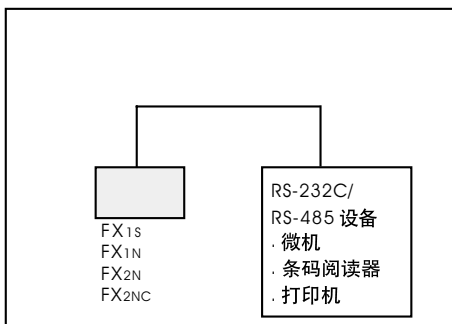 FX1S
FX1N
FX2N
FX2NC
RS-232C/
RS-485 设备
. 微机
. 条码阅读器
. 打印机